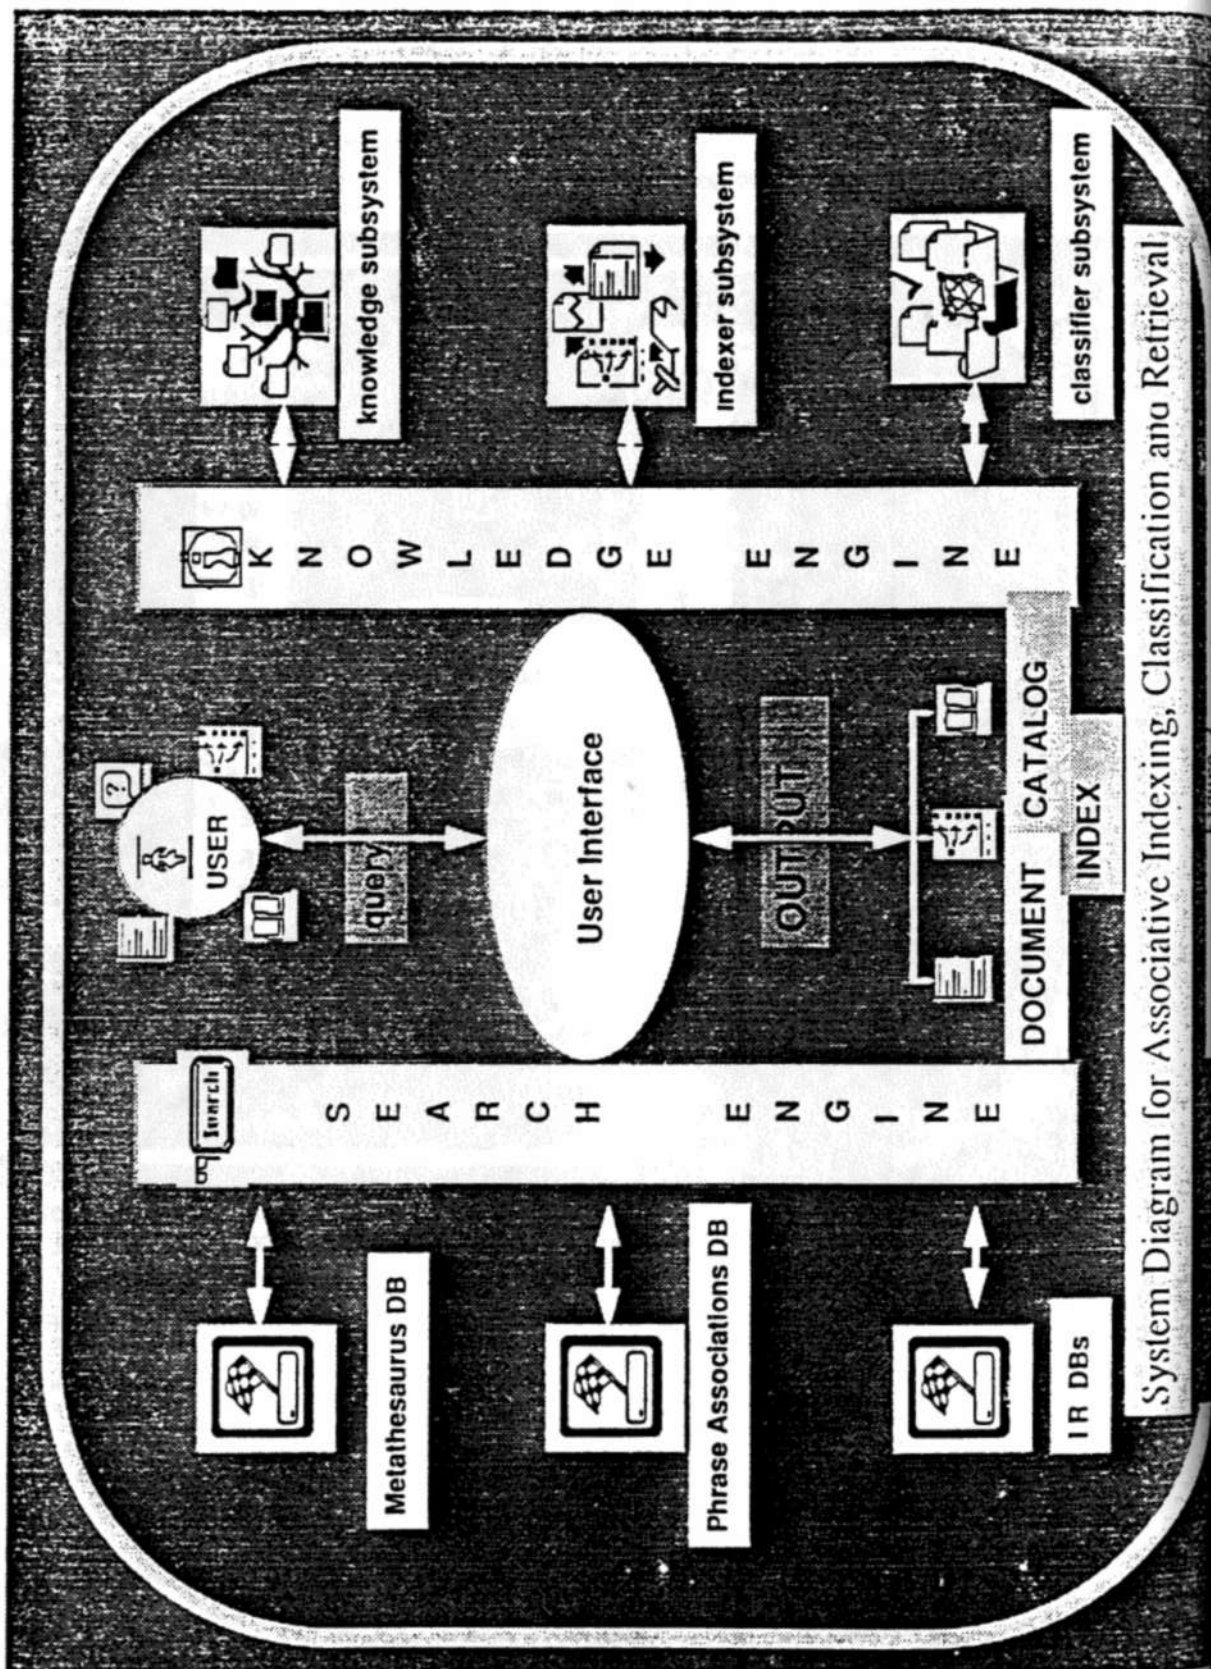 USER
query
Search
SEARCH ENGINE
KNOWLEDGE ENGINE
Metathesaurus DB
knowledge subsystem
User Interface
Phrase Associations DB
Indexer subsystem
OUTPUT
IR DBs
classifier subsystem
DOCUMENT CATALOG
INDEX
System Diagram for Associative Indexing, Classification and Retrieval